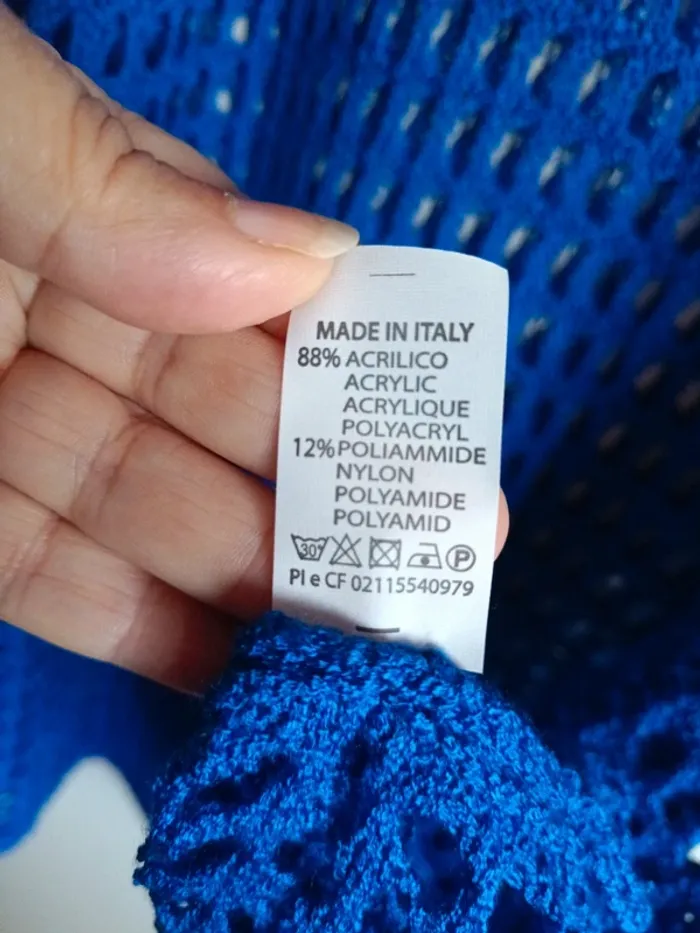 MADE IN ITALY
88% ACRILICO
ACRYLIC
ACRYLIQUE
POLYACRYL
12% POLIAMMIDE
NYLON
POLYAMIDE
POLYAMID
30° P
PI e CF 02115540979